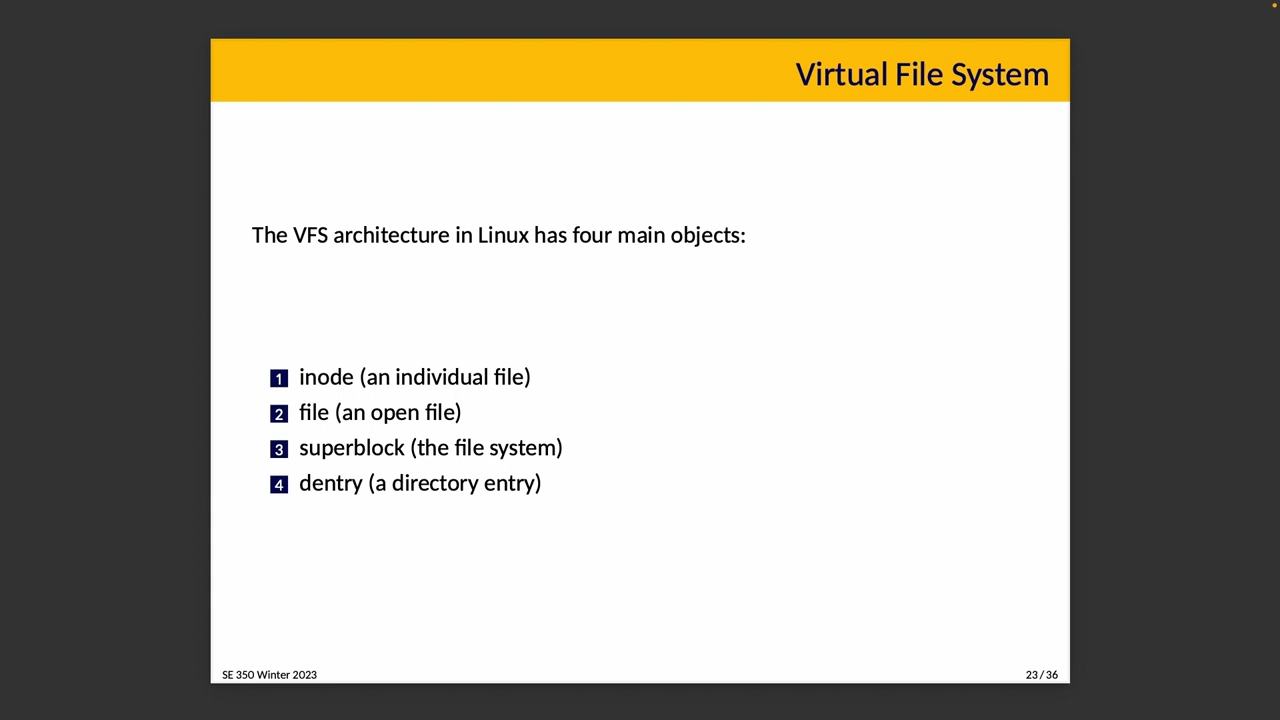 Virtual File System
The VFS architecture in Linux has four main objects:
1 inode (an individual file)
2 file (an open file)
3 superblock (the file system)
4 dentry (a directory entry)
SE 350 Winter 2023
23 / 36